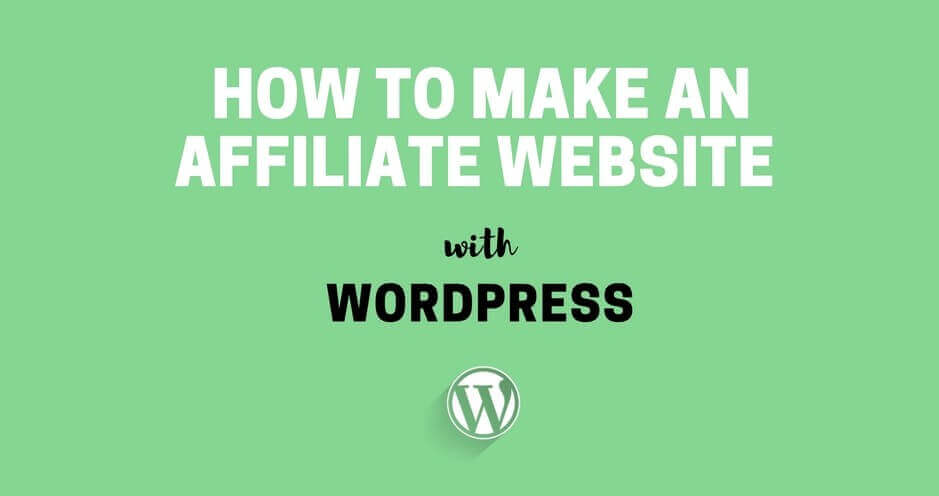 HOW TO MAKE AN
AFFILIATE WEBSITE
with
WORDPRESS
W